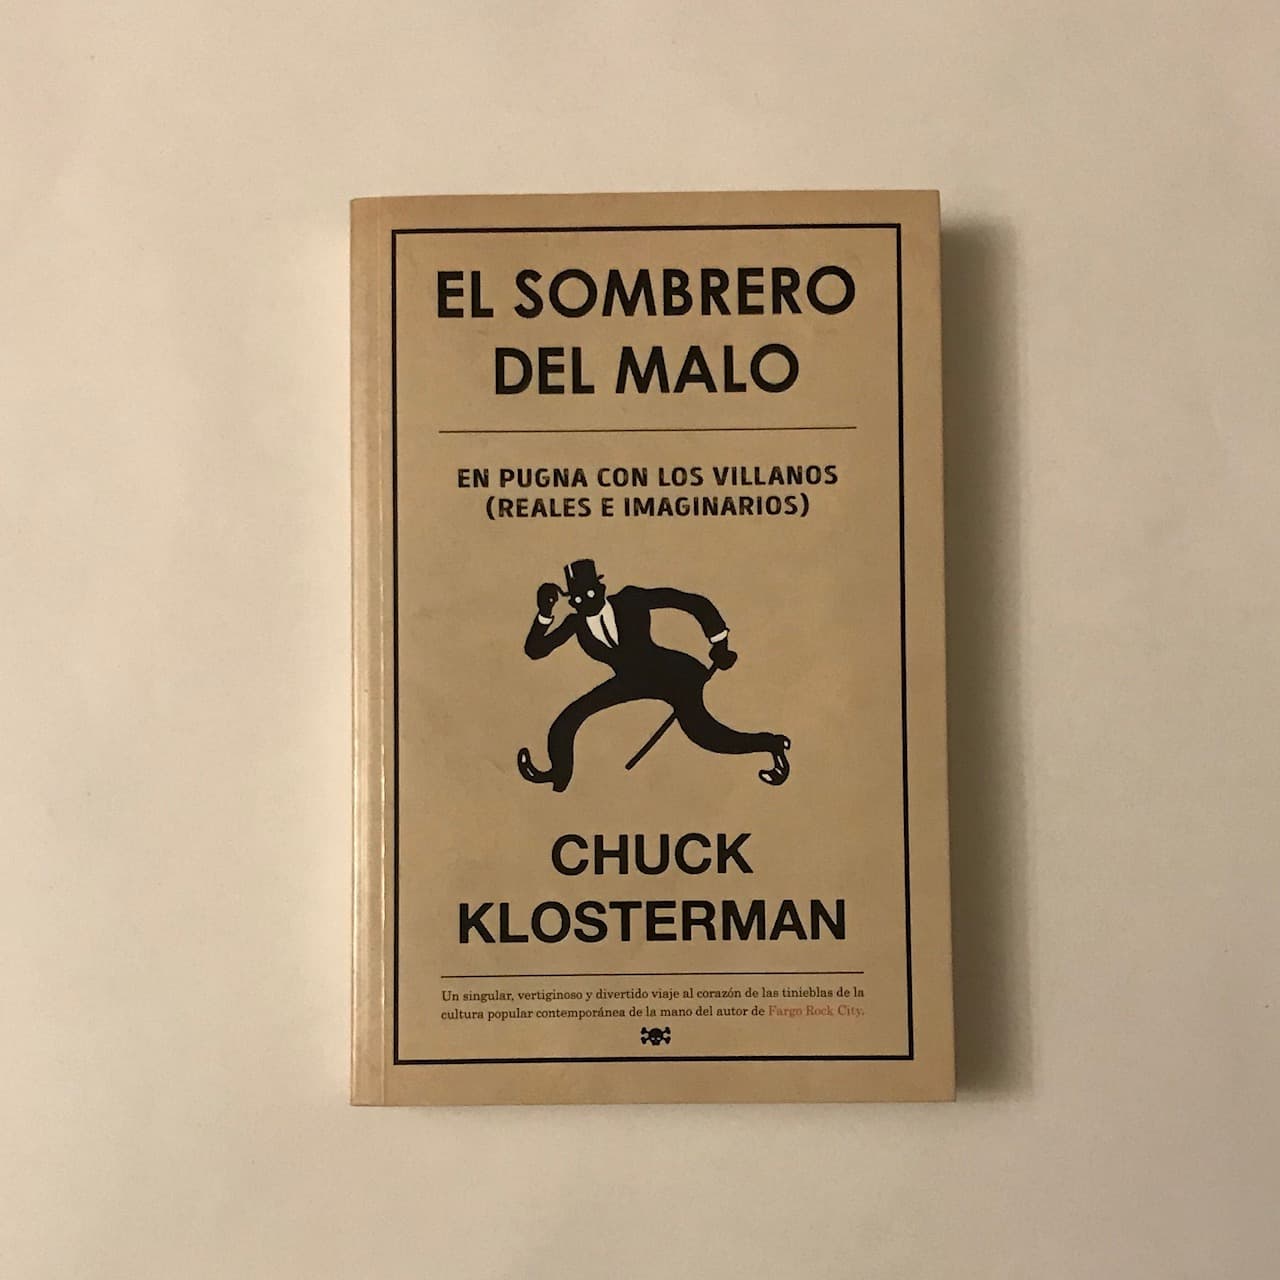 EL SOMBRERO
DEL MALO
EN PUGNA CON LOS VILLANOS
(REALES E IMAGINARIOS)
CHUCK
KLOSTERMAN
Un singular, vertiginoso y divertido viaje al corazón de las tinieblas de la
cultura popular contemporánea de la mano del autor de Fargo Rock City.